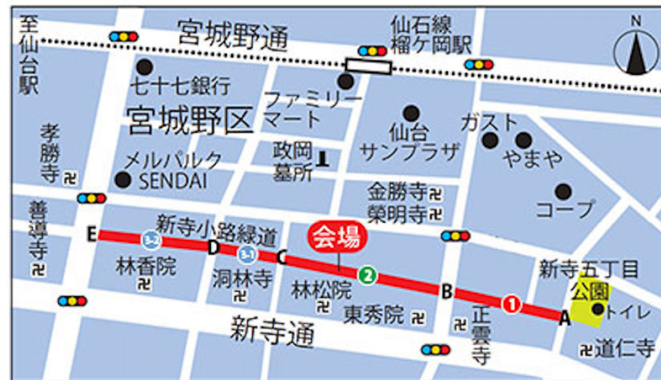 至仙台駅
宮城野通
仙石線
榴ケ岡駅
N
七十七銀行
ファミリー
マート
宮城野区
仙台
サンプラザ
ガスト
やまや
孝勝寺
メルパルク
SENDAI
政岡
墓所
金勝寺
榮明寺
コープ
善導寺
E
3-2
新寺小路緑道
D
3-1
C
会場
2
B
1
A
新寺五丁目
公園
トイレ
林香院
洞林寺
林松院
東秀院
正雲寺
道仁寺
新寺通